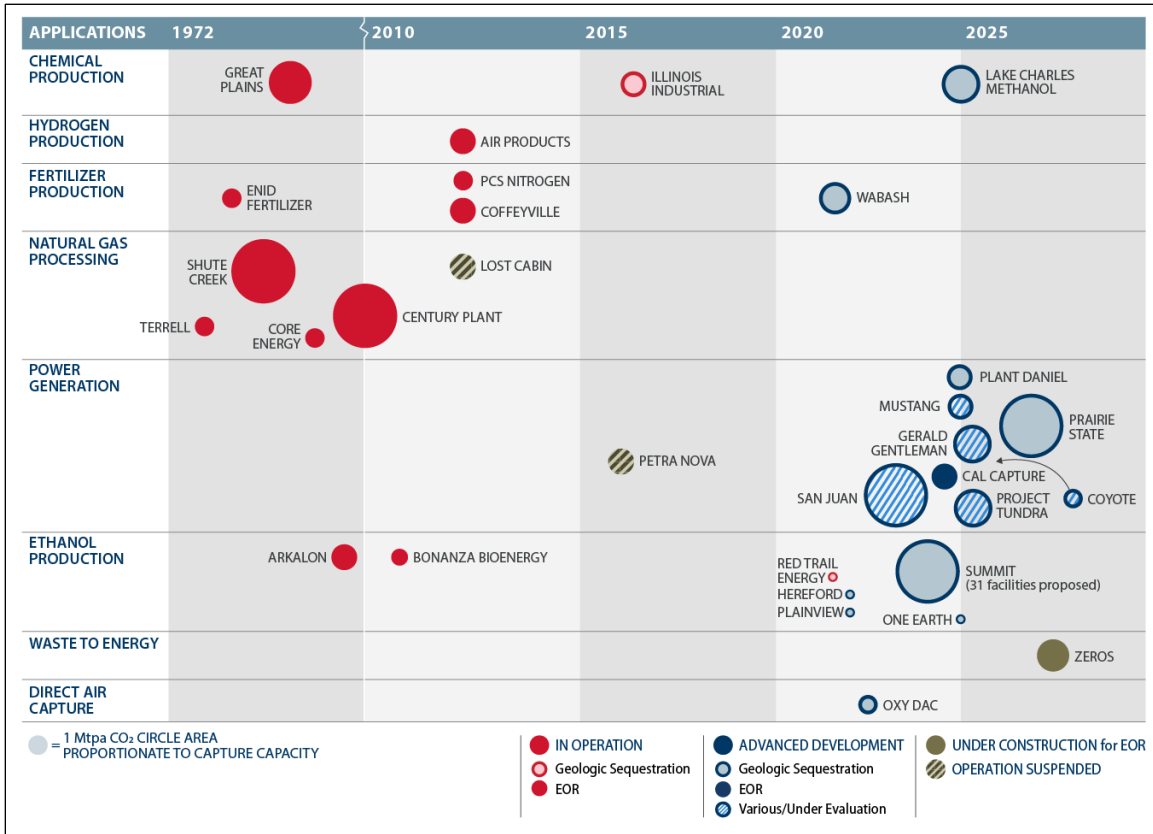 APPLICATIONS 1972 2010 2015 2020 2025
CHEMICAL
PRODUCTION
GREAT
PLAINS
ILLINOIS
INDUSTRIAL
LAKE CHARLES
METHANOL
HYDROGEN
PRODUCTION
AIR PRODUCTS
FERTILIZER
PRODUCTION
ENID
FERTILIZER
PCS NITROGEN
COFFEYVILLE
WABASH
NATURAL GAS
PROCESSING
SHUTE
CREEK
LOST CABIN
TERRELL
CORE
ENERGY
CENTURY PLANT
POWER
GENERATION
PLANT DANIEL
MUSTANG
PRAIRIE
STATE
GERALD
GENTLEMAN
PETRA NOVA
CAL CAPTURE
SAN JUAN
PROJECT
TUNDRA
COYOTE
ETHANOL
PRODUCTION
ARKALON
BONANZA BIOENERGY
RED TRAIL
ENERGY
HEREFORD
PLAINVIEW
SUMMIT
(31 facilities proposed)
ONE EARTH
WASTE TO ENERGY
ZEROS
DIRECT AIR
CAPTURE
OXY DAC
= 1 Mtpa CO₂ CIRCLE AREA
PROPORTIONATE TO CAPTURE CAPACITY
IN OPERATION
Geologic Sequestration
EOR
ADVANCED DEVELOPMENT
Geologic Sequestration
EOR
Various/Under Evaluation
UNDER CONSTRUCTION for EOR
OPERATION SUSPENDED